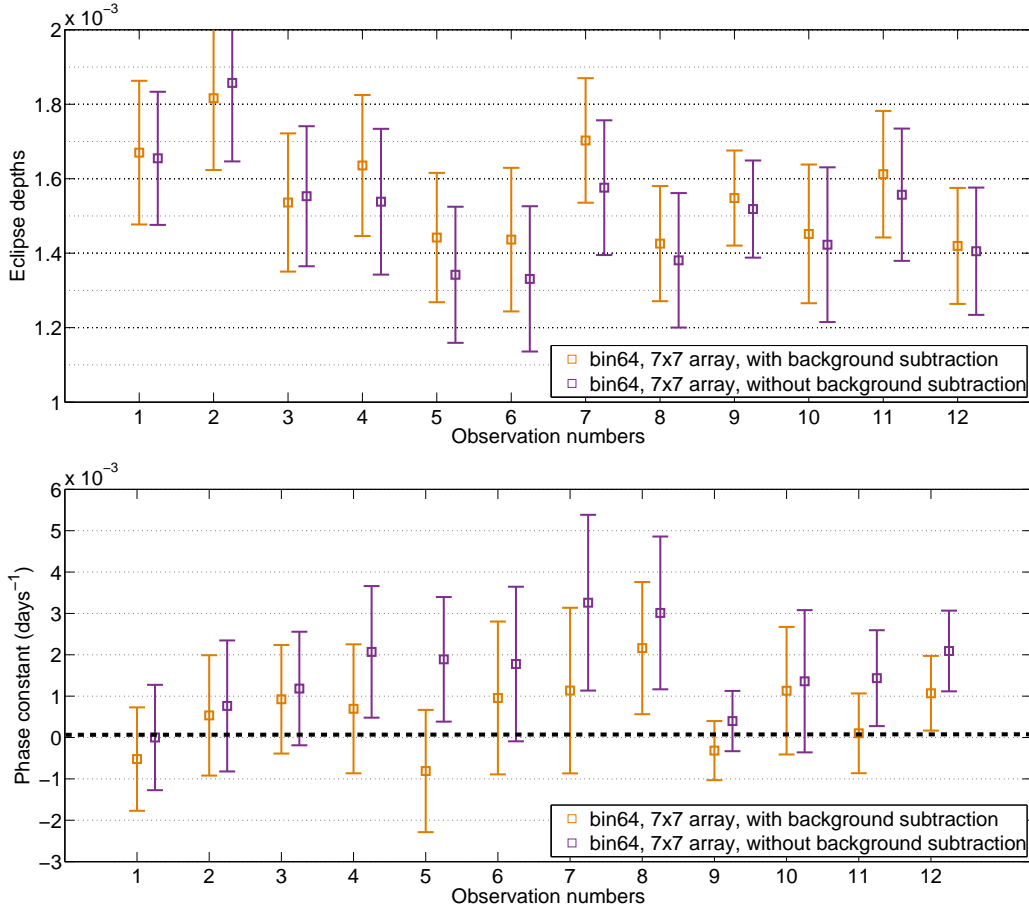 x 10⁻³
2
1.8
1.6
1.4
1.2
1
Eclipse depths
bin64, 7x7 array, with background subtraction
bin64, 7x7 array, without background subtraction
1 2 3 4 5 6 7 8 9 10 11 12
Observation numbers
x 10⁻³
6
5
4
3
2
1
0
−1
−2
−3
Phase constant (days⁻¹)
bin64, 7x7 array, with background subtraction
bin64, 7x7 array, without background subtraction
1 2 3 4 5 6 7 8 9 10 11 12
Observation numbers